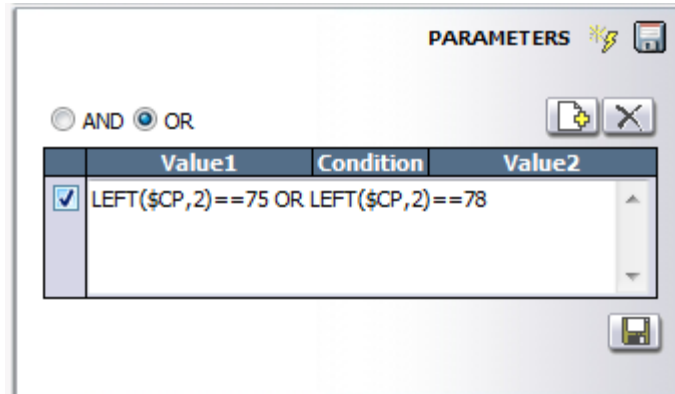 PARAMETERS
AND OR
Value1 Condition Value2
LEFT($CP,2)==75 OR LEFT($CP,2)==78